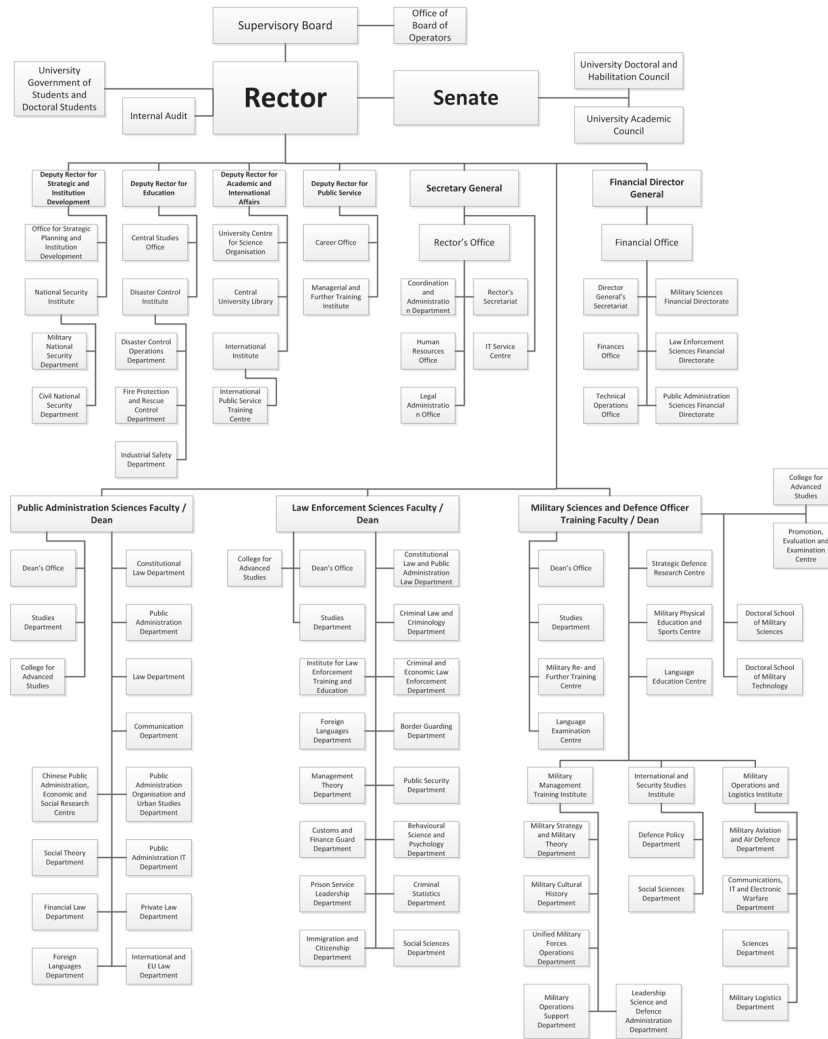 Supervisory Board
Office of
Board of
Operators
University
Government of
Students and
Doctoral Students
Internal Audit
Rector
Senate
University Doctoral and
Habilitation Council
University Academic
Council
Deputy Rector for
Strategic and
Institution
Development
Deputy Rector for
Education
Deputy Rector for
Academic and
International
Affairs
Deputy Rector for
Public Service
Secretary General
Financial Director
General
Office for Strategic
Planning and
Institution
Development
National Security
Institute
Military
National
Security
Department
Civil National
Security
Department
Central Studies
Office
Disaster Control
Institute
Disaster Control
Operations
Department
Fire Protection
and Rescue
Control
Department
Industrial Safety
Department
University Centre
for Science
Organisation
Central
University Library
International
Institute
International
Public Service
Training
Centre
Career Office
Managerial and
Further Training
Institute
Rector's Office
Coordination
and
Administratio
n Department
Rector's
Secretariat
Human
Resources
Office
IT Service
Centre
Legal
Administratio
n Office
Financial Office
Director
General's
Secretariat
Military Sciences
Financial Directorate
Finances
Office
Law Enforcement
Sciences Financial
Directorate
Technical
Operations
Office
Public Administration
Sciences Financial
Directorate
Public Administration Sciences Faculty /
Dean
Dean's Office
Constitutional
Law Department
Studies
Department
Public
Administration
Department
College for
Advanced
Studies
Law Department
Communication
Department
Chinese Public
Administration,
Economic and
Social Research
Centre
Public
Administration
Organisation and
Urban Studies
Department
Social Theory
Department
Public
Administration IT
Department
Financial Law
Department
Private Law
Department
Foreign
Languages
Department
International and
EU Law
Department
Law Enforcement Sciences Faculty /
Dean
College for
Advanced
Studies
Dean's Office
Constitutional
Law and Public
Administration
Law Department
Studies
Department
Criminal Law and
Criminology
Department
Institute for Law
Enforcement
Training and
Education
Criminal and
Economic Law
Enforcement
Department
Foreign
Languages
Department
Border Guarding
Department
Management
Theory
Department
Public Security
Department
Customs and
Finance Guard
Department
Behavioural
Science and
Psychology
Department
Prison Service
Leadership
Department
Criminal
Statistics
Department
Immigration and
Citizenship
Department
Social Sciences
Department
Military Sciences and Defence Officer
Training Faculty / Dean
College for
Advanced
Studies
Promotion,
Evaluation and
Examination
Centre
Dean's Office
Strategic Defence
Research Centre
Studies
Department
Military Physical
Education and
Sports Centre
Doctoral School
of Military
Sciences
Military Re- and
Further Training
Centre
Language
Education Centre
Doctoral School
of Military
Technology
Language
Examination
Centre
Military
Management
Training Institute
International and
Security Studies
Institute
Military
Operations and
Logistics Institute
Military Strategy
and Military
Theory
Department
Defence Policy
Department
Military Aviation
and Air Defence
Department
Military Cultural
History
Department
Social Sciences
Department
Communications,
IT and Electronic
Warfare
Department
Unified Military
Forces
Operations
Department
Sciences
Department
Military
Operations
Support
Department
Leadership
Science and
Defence
Administration
Department
Military Logistics
Department